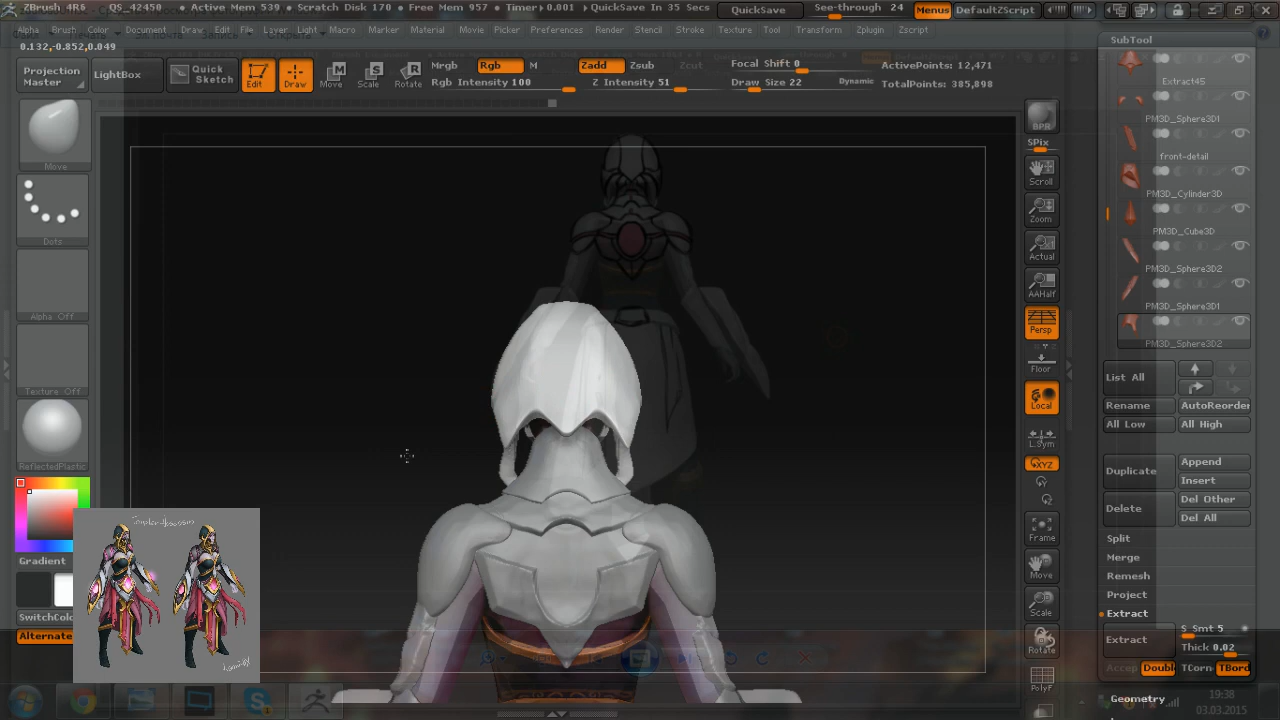 ZBrush 4R6 QS_42450 • Active Mem 539 • Scratch Disk 170 • Free Mem 957 • Timer▸0.001 •QuickSave In 35 Secs QuickSave See-through 24 Menus DefaultZScript
Alpha Brush Color Document Draw Edit File Layer Light Macro Marker Material Movie Picker Preferences Render Stencil Stroke Texture Tool Transform Zplugin Zscript
0.132,-0.852,0.049
Projection Master
LightBox
Quick Sketch
Edit
Draw
Move
Scale
Rotate
Mrgb Rgb M
Rgb Intensity 100
Zadd Zsub Zcut
Z Intensity 51
Focal Shift 0
Draw Size 22 Dynamic
ActivePoints: 12,471
TotalPoints: 385,898
Move
Dots
Alpha Off
Texture Off
ReflectedPlastic
Gradient
SwitchColo
Alternate
BPR
SPix
Scroll
Zoom
Actual
AAHalf
Persp
Floor
Local
L.Sym
XYZ
Frame
Move
Scale
Rotate
PolyF
SubTool
Extract45
PM3D_Sphere3D1
front-detail
PM3D_Cylinder3D
PM3D_Cube3D
PM3D_Sphere3D2
PM3D_Sphere3D1
PM3D_Sphere3D2
List All
Rename AutoReorder
All Low All High
Duplicate
Append
Insert
Delete
Del Other
Del All
Split
Merge
Remesh
Project
Extract
Extract
S Smt 5
Thick 0.02
Accep Doubl TCorn TBord
Geometry
19:38
03.03.2015